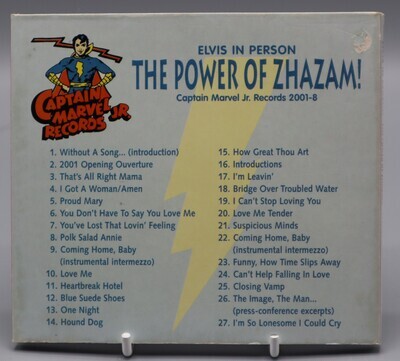 ELVIS IN PERSON
THE POWER OF ZHAZAM!
Captain Marvel Jr. Records 2001-8
CAPTAIN
MARVEL JR.
RECORDS
1. Without A Song... (introduction)
2. 2001 Opening Ouverture
3. That's All Right Mama
4. I Got A Woman/Amen
5. Proud Mary
6. You Don't Have To Say You Love Me
7. You've Lost That Lovin' Feeling
8. Polk Salad Annie
9. Coming Home, Baby
(instrumental intermezzo)
10. Love Me
11. Heartbreak Hotel
12. Blue Suede Shoes
13. One Night
14. Hound Dog
15. How Great Thou Art
16. Introductions
17. I'm Leavin'
18. Bridge Over Troubled Water
19. I Can't Stop Loving You
20. Love Me Tender
21. Suspicious Minds
22. Coming Home, Baby
(instrumental intermezzo)
23. Funny, How Time Slips Away
24. Can't Help Falling In Love
25. Closing Vamp
26. The Image, The Man...
(press-conference excerpts)
27. I'm So Lonesome I Could Cry